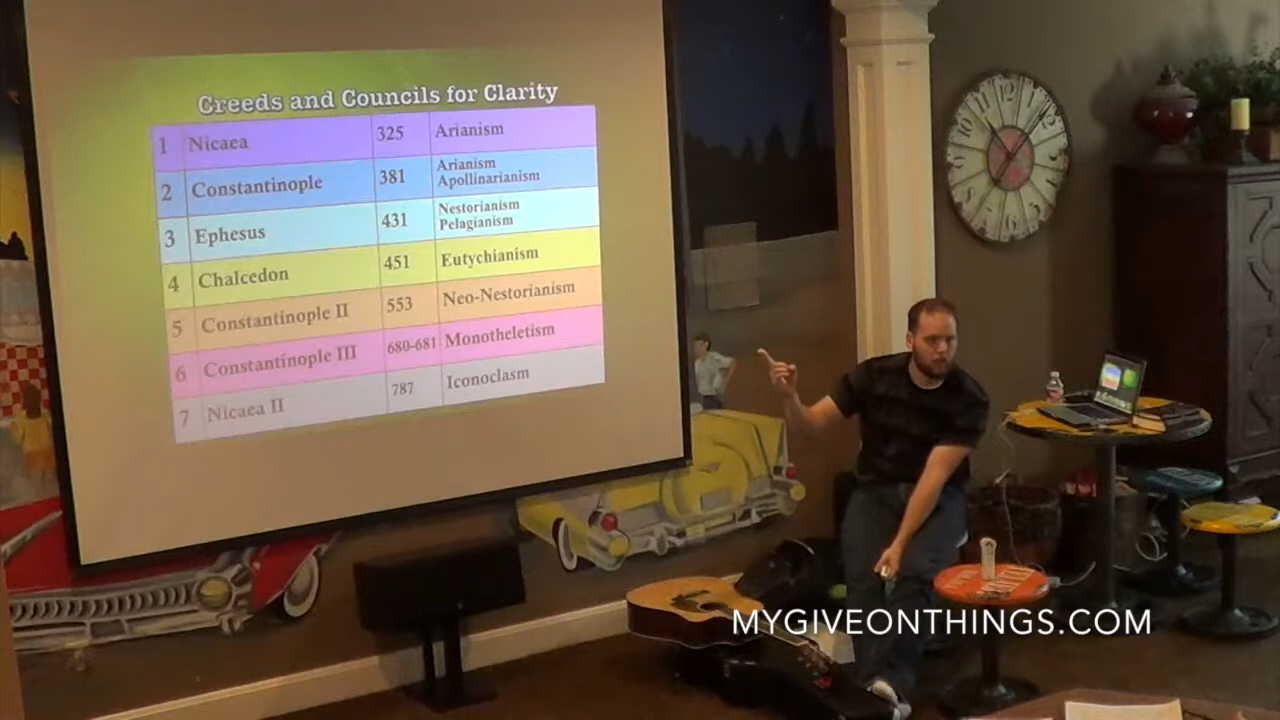 Creeds and Councils for Clarity
1 Nicaea 325 Arianism
2 Constantinople 381 Arianism
Apollinarianism
3 Ephesus 431 Nestorianism
Pelagianism
4 Chalcedon 451 Eutychianism
5 Constantinople II 553 Neo-Nestorianism
6 Constantinople III 680-681 Monotheletism
7 Nicaea II 787 Iconoclasm
MYGIVEONTHINGS.COM